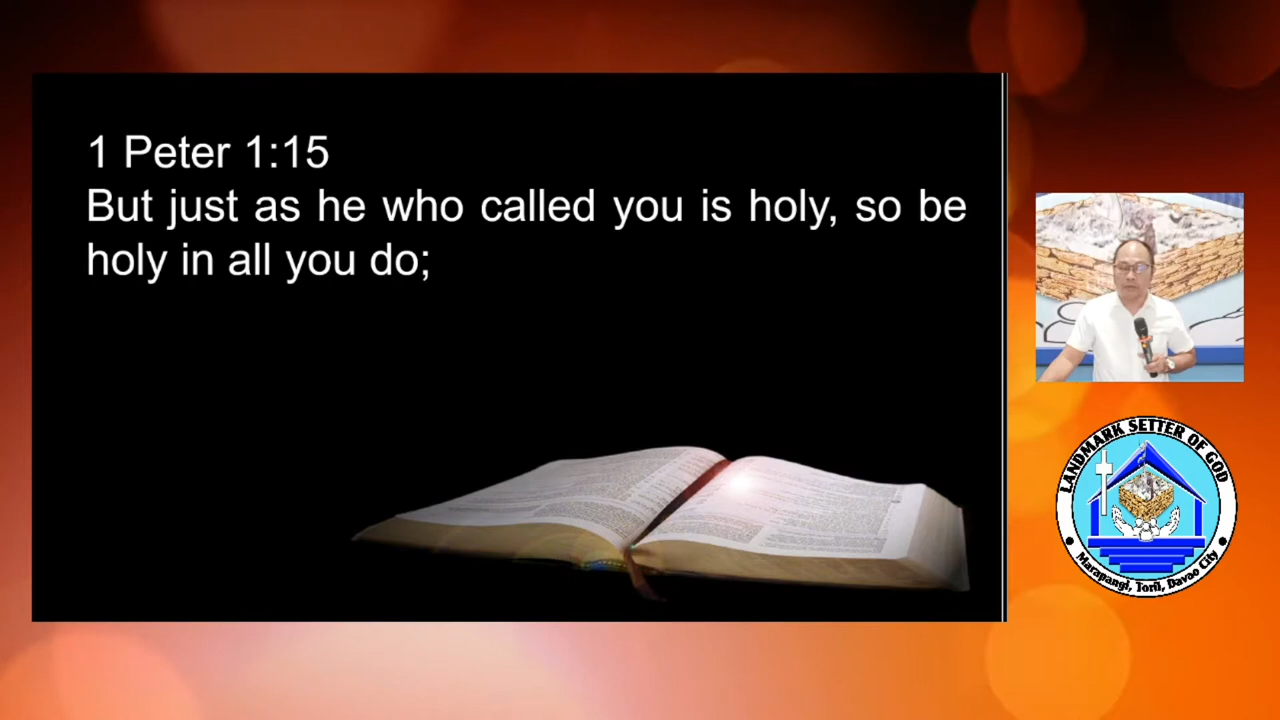 1 Peter 1:15
But just as he who called you is holy, so be
holy in all you do;
LANDMARK SETTER OF GOD
Marapangi, Toril, Davao City